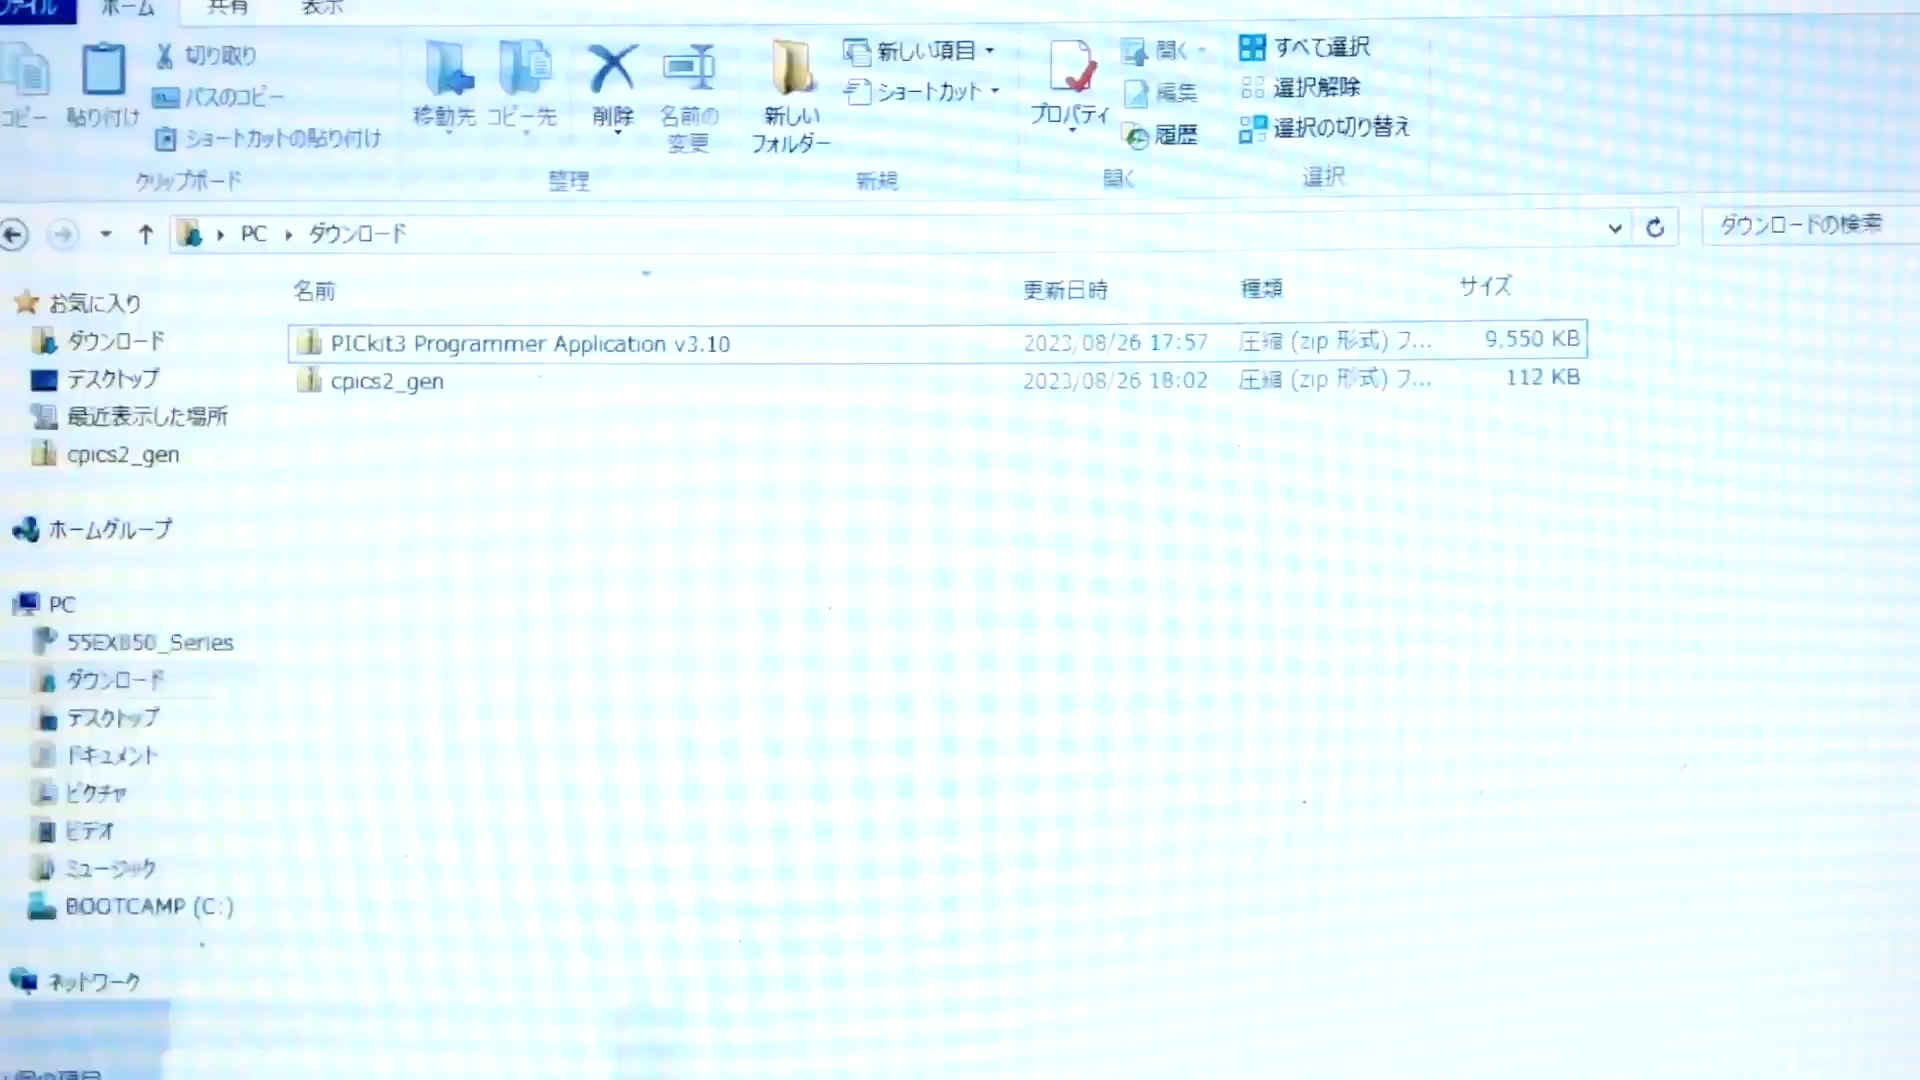 ファイル ホーム 共有 表示
コピー 貼り付け 切り取り
パスのコピー
ショートカットの貼り付け
クリップボード
移動先 コピー先 削除 名前の変更
整理
新しいフォルダー 新しい項目
ショートカット
新規
プロパティ 開く
編集
履歴
開く
すべて選択
選択解除
選択の切り替え
選択
PC ダウンロード
ダウンロードの検索
名前 更新日時 種類 サイズ
PICkit3 Programmer Application v3.10 2023/08/26 17:57 圧縮 (zip 形式) フ... 9,550 KB
cpics2_gen 2023/08/26 18:02 圧縮 (zip 形式) フ... 112 KB
お気に入り
ダウンロード
デスクトップ
最近表示した場所
cpics2_gen
ホームグループ
PC
55EX850_Series
ダウンロード
デスクトップ
ドキュメント
ピクチャ
ビデオ
ミュージック
BOOTCAMP (C:)
ネットワーク